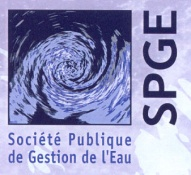 SPGE
Société Publique
de Gestion de l'Eau